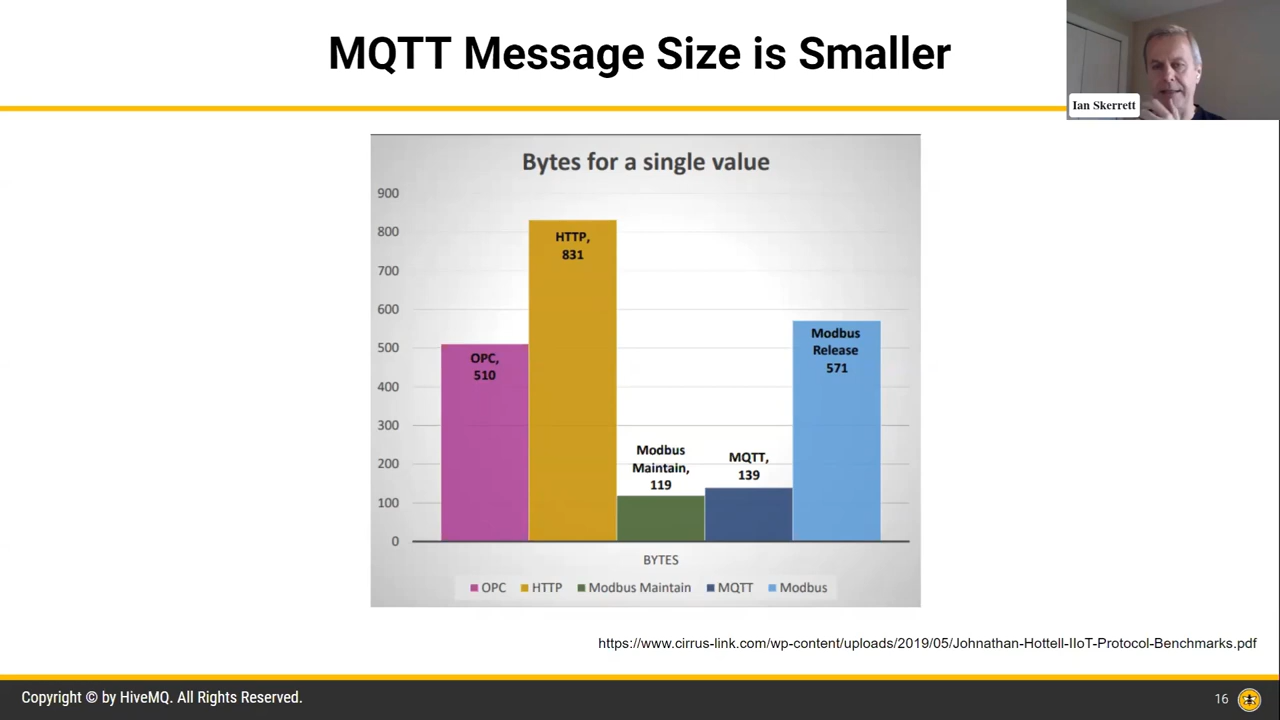 MQTT Message Size is Smaller
Ian Skerrett
Bytes for a single value
900
800
700
600
500
400
300
200
100
0
OPC,
510
HTTP,
831
Modbus
Maintain,
119
MQTT,
139
Modbus
Release
571
BYTES
OPC HTTP Modbus Maintain MQTT Modbus
https://www.cirrus-link.com/wp-content/uploads/2019/05/Johnathan-Hottell-IIoT-Protocol-Benchmarks.pdf
Copyright © by HiveMQ. All Rights Reserved.
16